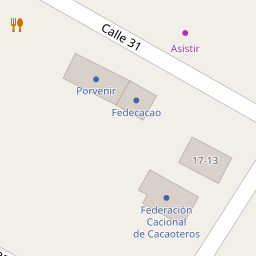 Calle 31
Asistir
Porvenir
Fedecacao
17-13
Federación
Cacional
de Cacaoteros